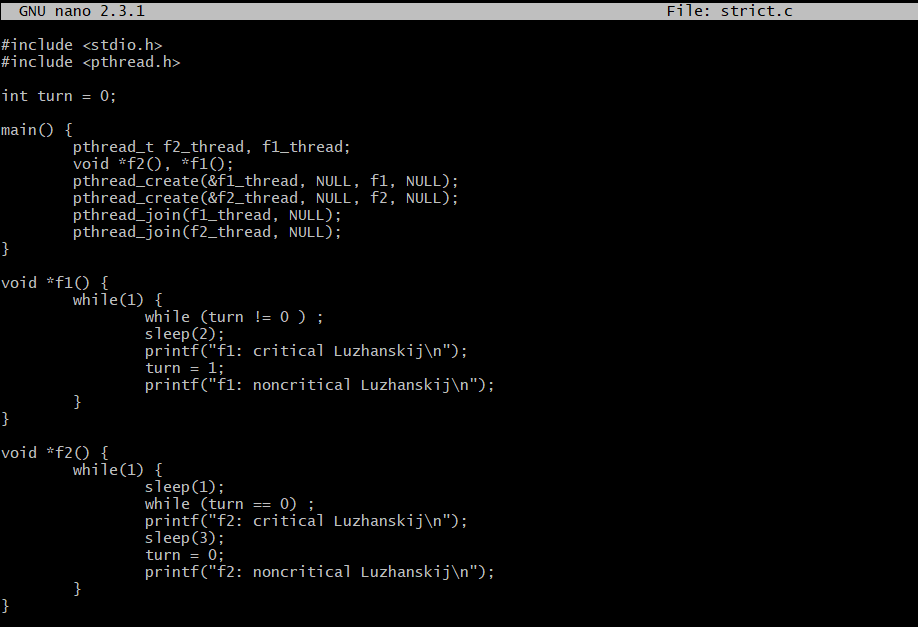 GNU nano 2.3.1 File: strict.c
#include <stdio.h>
#include <pthread.h>
int turn = 0;
main() {
pthread_t f2_thread, f1_thread;
void *f2(), *f1();
pthread_create(&f1_thread, NULL, f1, NULL);
pthread_create(&f2_thread, NULL, f2, NULL);
pthread_join(f1_thread, NULL);
pthread_join(f2_thread, NULL);
}
void *f1() {
while(1) {
while (turn != 0 ) ;
sleep(2);
printf("f1: critical Luzhanskij\n");
turn = 1;
printf("f1: noncritical Luzhanskij\n");
}
}
void *f2() {
while(1) {
sleep(1);
while (turn == 0) ;
printf("f2: critical Luzhanskij\n");
sleep(3);
turn = 0;
printf("f2: noncritical Luzhanskij\n");
}
}